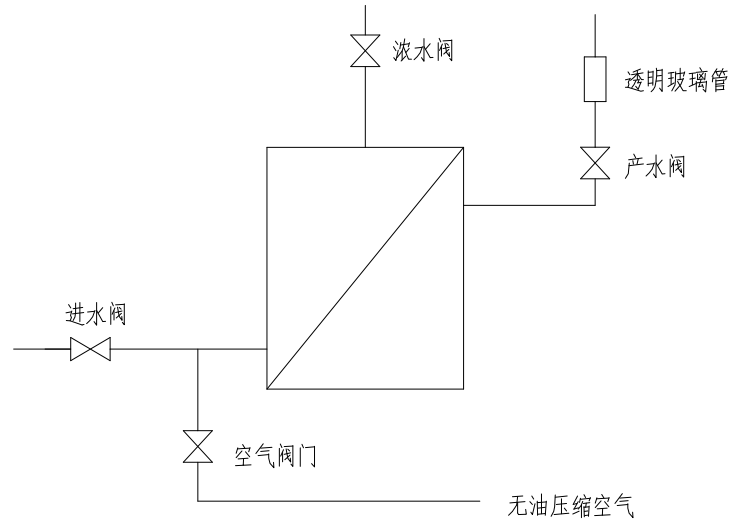 浓水阀
透明玻璃管
产水阀
进水阀
空气阀门
无油压缩空气